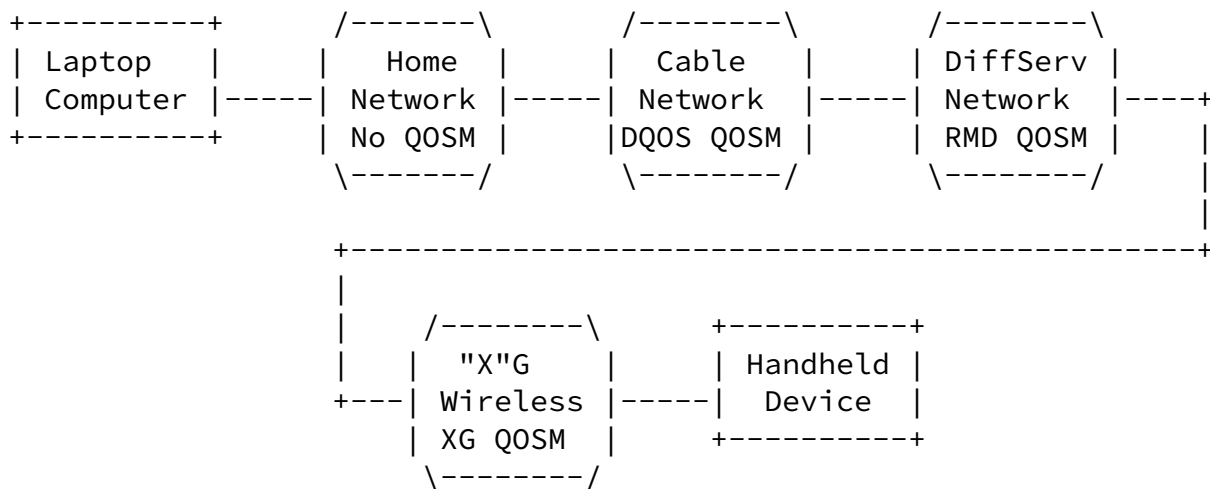 Laptop Home Cable DiffServ
Computer Network Network Network
No QOSM DQOS QOSM RMD QOSM
"X"G Handheld
Wireless Device
XG QOSM